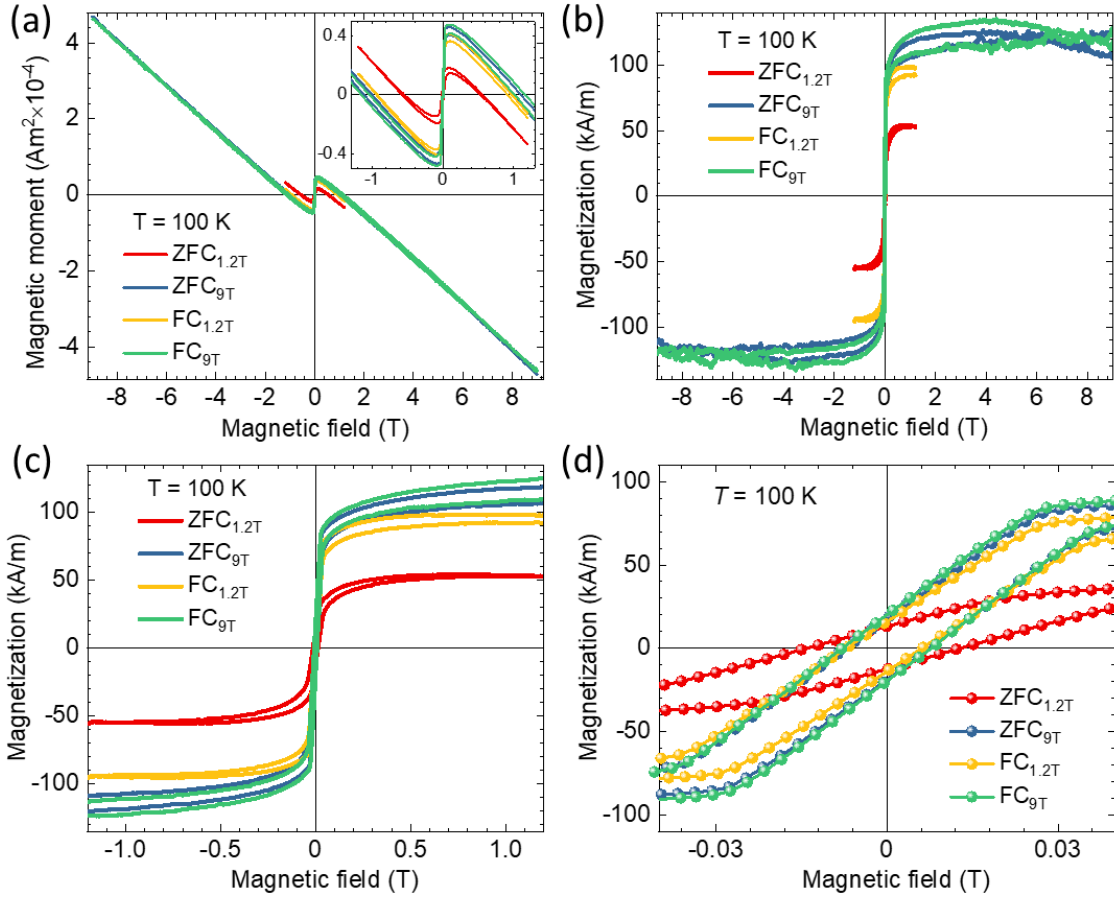 (a)
Magnetic moment (Am²×10⁻⁴)
4
2
0
-2
-4
0.4
0
-0.4
-1
0
1
T = 100 K
ZFC1.2T
ZFC9T
FC1.2T
FC9T
-8 -6 -4 -2 0 2 4 6 8
Magnetic field (T)
(b)
Magnetization (kA/m)
100
50
0
-50
-100
T = 100 K
ZFC1.2T
ZFC9T
FC1.2T
FC9T
-8 -6 -4 -2 0 2 4 6 8
Magnetic field (T)
(c)
Magnetization (kA/m)
100
50
0
-50
-100
T = 100 K
ZFC1.2T
ZFC9T
FC1.2T
FC9T
-1.0 -0.5 0 0.5 1.0
Magnetic field (T)
(d)
Magnetization (kA/m)
100
50
0
-50
-100
T = 100 K
ZFC1.2T
ZFC9T
FC1.2T
FC9T
-0.03 0 0.03
Magnetic field (T)